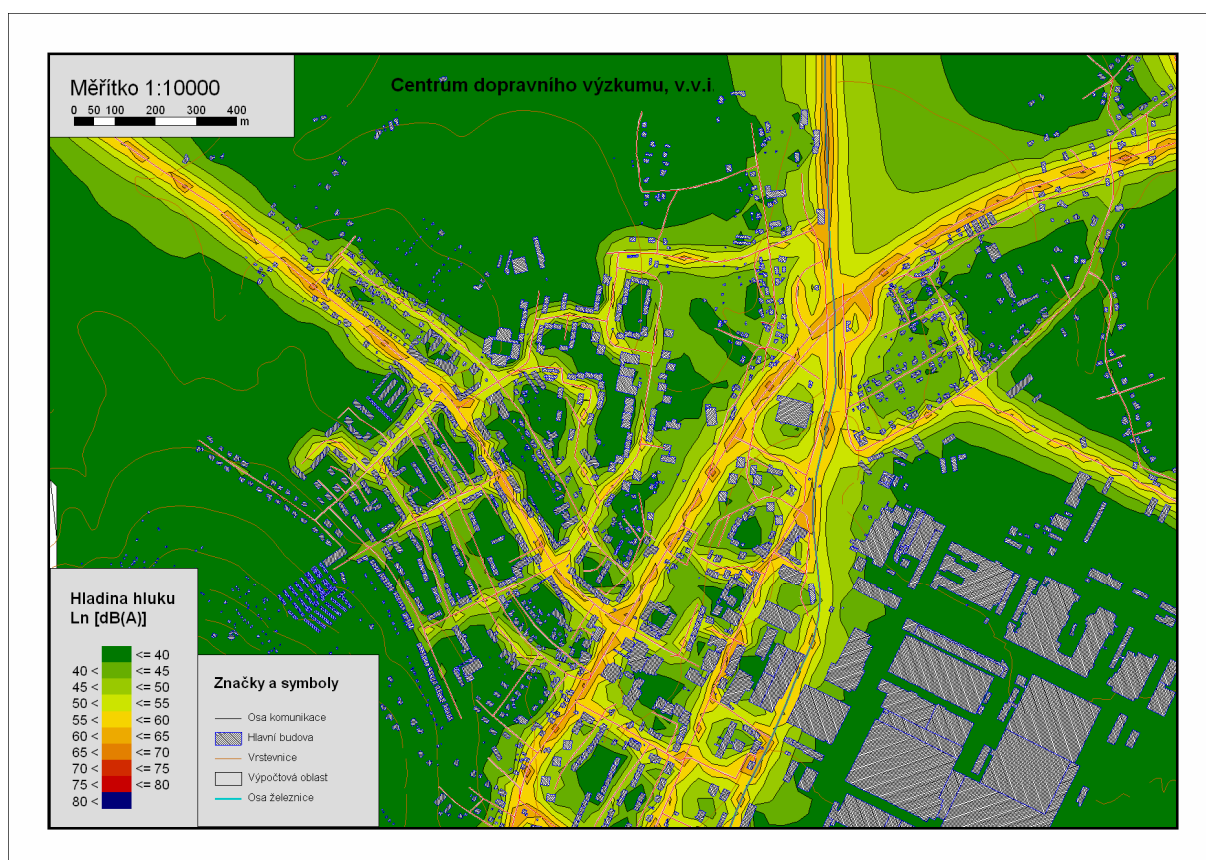 Měřítko 1:10000
0 50 100 200 300 400
m
Centrum dopravního výzkumu, v.v.i
Hladina hluku
Ln [dB(A)]
<= 40
40 < <= 45
45 < <= 50
50 < <= 55
55 < <= 60
60 < <= 65
65 < <= 70
70 < <= 75
75 < <= 80
80 <
Značky a symboly
Osa komunikace
Hlavní budova
Vrstevnice
Výpočtová oblast
Osa železnice